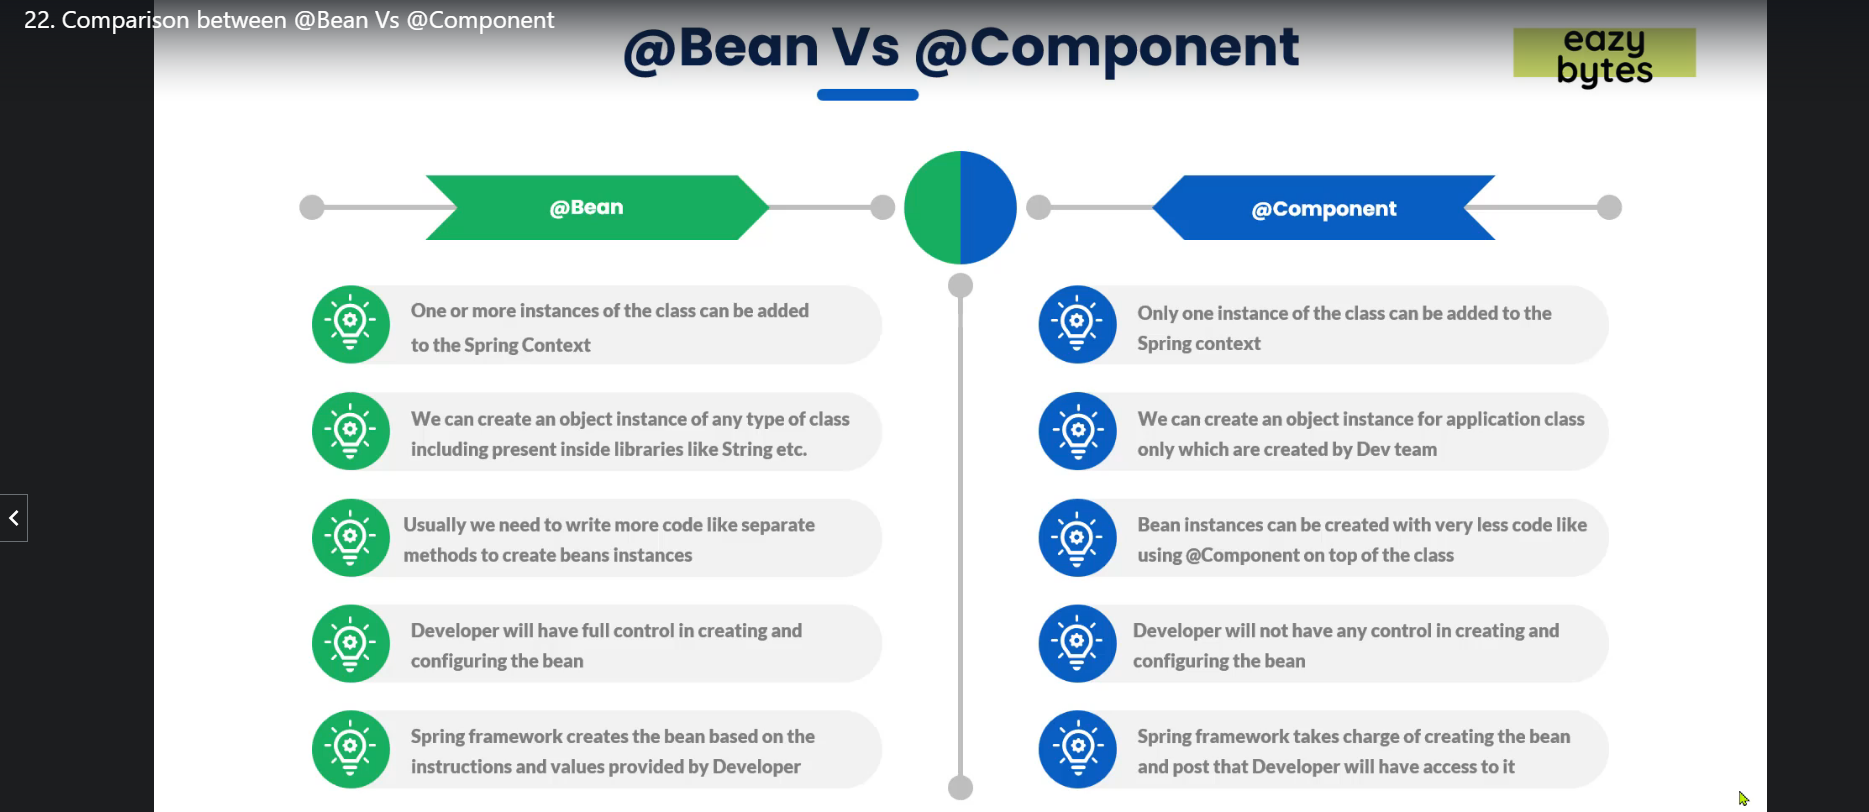 22. Comparison between @Bean Vs @Component
@Bean Vs @Component
eazy
bytes
@Bean
@Component
One or more instances of the class can be added
to the Spring Context
We can create an object instance of any type of class
including present inside libraries like String etc.
Usually we need to write more code like separate
methods to create beans instances
Developer will have full control in creating and
configuring the bean
Spring framework creates the bean based on the
instructions and values provided by Developer
Only one instance of the class can be added to the
Spring context
We can create an object instance for application class
only which are created by Dev team
Bean instances can be created with very less code like
using @Component on top of the class
Developer will not have any control in creating and
configuring the bean
Spring framework takes charge of creating the bean
and post that Developer will have access to it